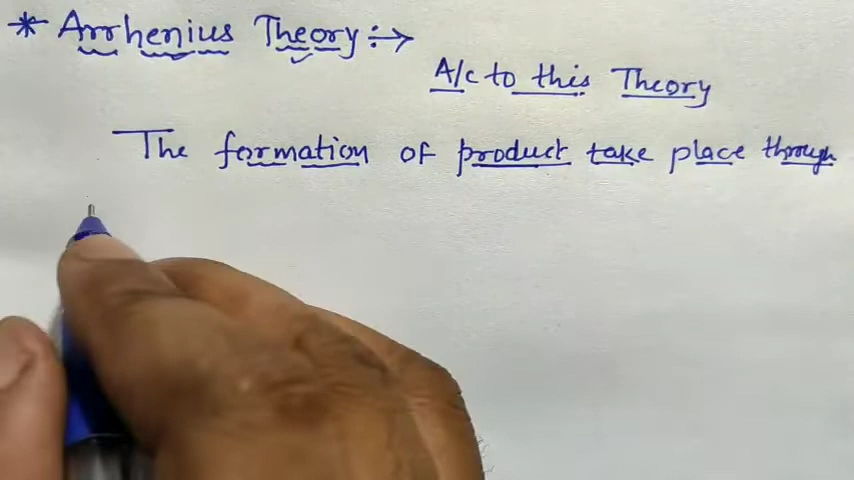 * Arrhenius Theory :→
A/c to this Theory
The formation of product take place through